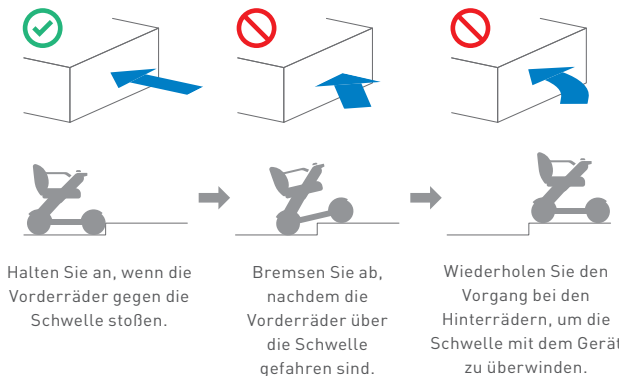 Halten Sie an, wenn die
Vorderräder gegen die
Schwelle stoßen.
Bremsen Sie ab,
nachdem die
Vorderräder über
die Schwelle
gefahren sind.
Wiederholen Sie den
Vorgang bei den
Hinterrädern, um die
Schwelle mit dem Gerät
zu überwinden.